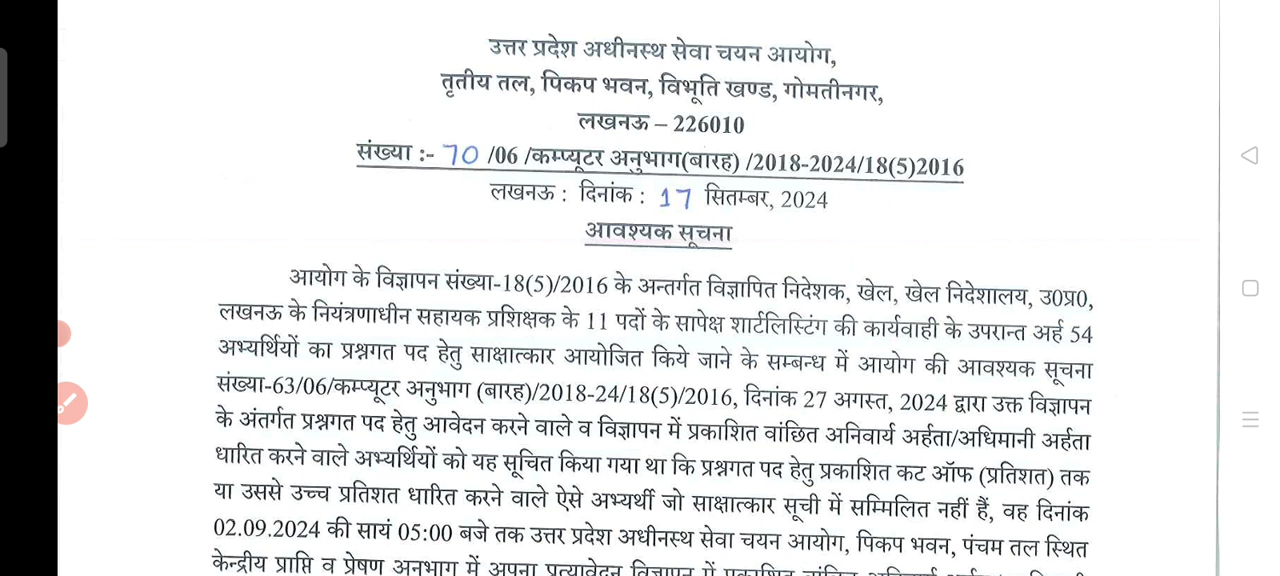 उत्तर प्रदेश अधीनस्थ सेवा चयन आयोग,
तृतीय तल, पिकप भवन, विभूति खण्ड, गोमतीनगर,
लखनऊ – 226010
संख्या :- 70 /06 /कम्प्यूटर अनुभाग(बारह) /2018-2024/18(5)2016
लखनऊ : दिनांक : 17 सितम्बर, 2024
आवश्यक सूचना
आयोग के विज्ञापन संख्या-18(5)/2016 के अन्तर्गत विज्ञापित निदेशक, खेल, खेल निदेशालय, उ0प्र0,
लखनऊ के नियंत्रणाधीन सहायक प्रशिक्षक के 11 पदों के सापेक्ष शार्टलिस्टिंग की कार्यवाही के उपरान्त अर्ह 54
अभ्यर्थियों का प्रश्नगत पद हेतु साक्षात्कार आयोजित किये जाने के सम्बन्ध में आयोग की आवश्यक सूचना
संख्या-63/06/कम्प्यूटर अनुभाग (बारह)/2018-24/18(5)/2016, दिनांक 27 अगस्त, 2024 द्वारा उक्त विज्ञापन
के अंतर्गत प्रश्नगत पद हेतु आवेदन करने वाले व विज्ञापन में प्रकाशित वांछित अनिवार्य अर्हता/अधिमानी अर्हता
धारित करने वाले अभ्यर्थियों को यह सूचित किया गया था कि प्रश्नगत पद हेतु प्रकाशित कट ऑफ (प्रतिशत) तक
या उससे उच्च प्रतिशत धारित करने वाले ऐसे अभ्यर्थी जो साक्षात्कार सूची में सम्मिलित नहीं हैं, वह दिनांक
02.09.2024 की सायं 05:00 बजे तक उत्तर प्रदेश अधीनस्थ सेवा चयन आयोग, पिकप भवन, पंचम तल स्थित
केन्द्रीय प्राप्ति व प्रेषण अनुभाग में अपना प्रत्यावेदन विज्ञापन में प्रकाशित वांछित अनिवार्य